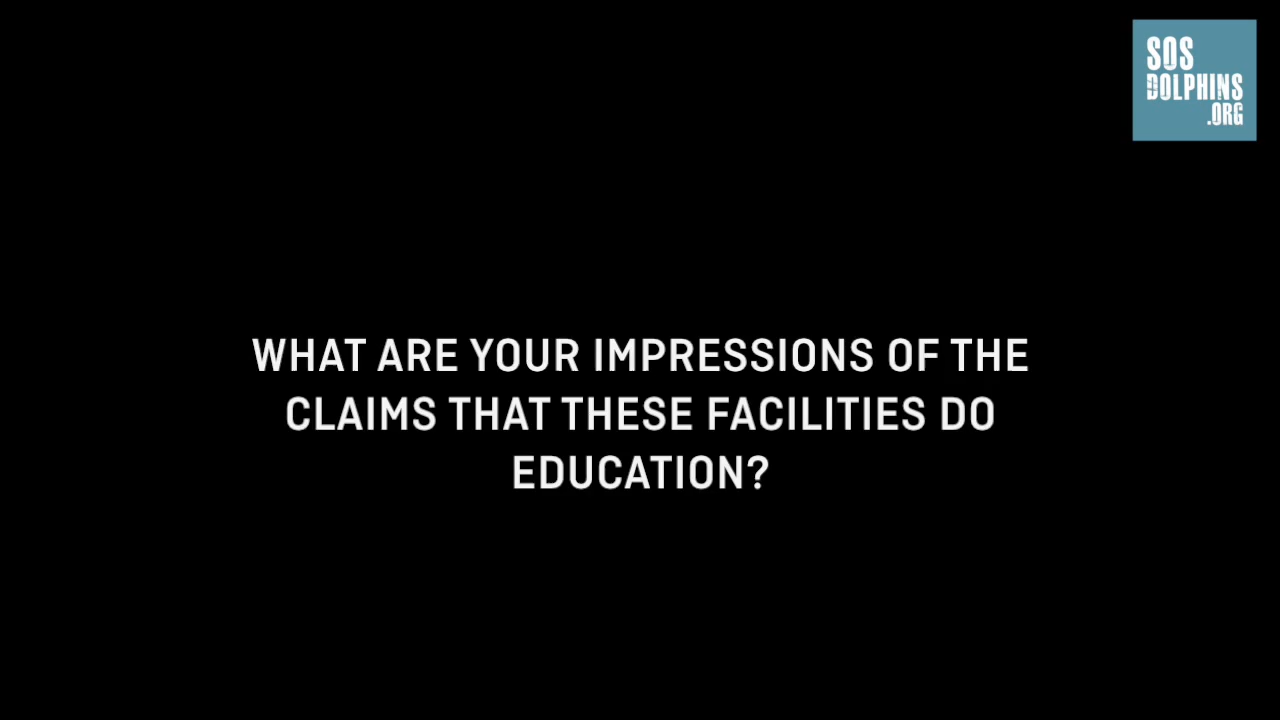 SOS
DOLPHINS
.ORG
WHAT ARE YOUR IMPRESSIONS OF THE
CLAIMS THAT THESE FACILITIES DO
EDUCATION?